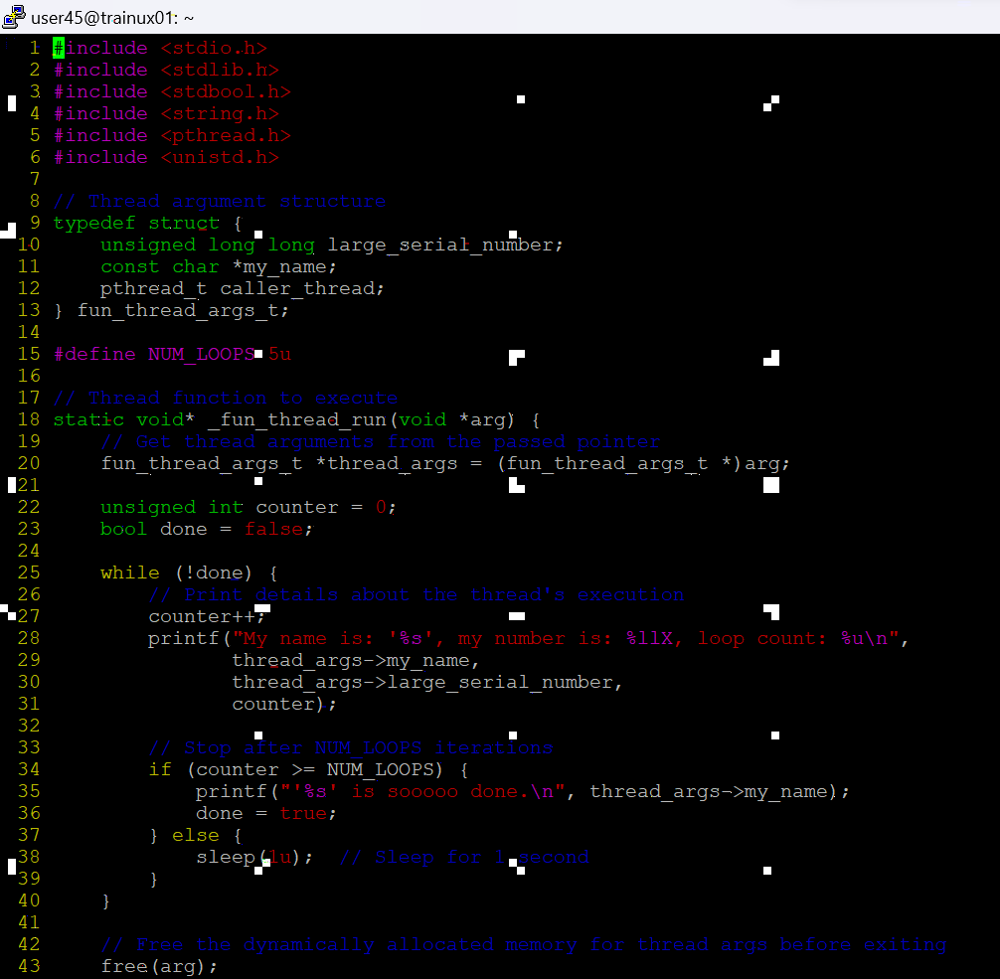 user45@trainux01: ~
1 #include <stdio.h>
2 #include <stdlib.h>
3 #include <stdbool.h>
4 #include <string.h>
5 #include <pthread.h>
6 #include <unistd.h>
7
8 // Thread argument structure
9 typedef struct {
10     unsigned long long large_serial_number;
11     const char *my_name;
12     pthread_t caller_thread;
13 } fun_thread_args_t;
14
15 #define NUM_LOOPS 5u
16
17 // Thread function to execute
18 static void* _fun_thread_run(void *arg) {
19     // Get thread arguments from the passed pointer
20     fun_thread_args_t *thread_args = (fun_thread_args_t *)arg;
21
22     unsigned int counter = 0;
23     bool done = false;
24
25     while (!done) {
26         // Print details about the thread's execution
27         counter++;
28         printf("My name is: '%s', my number is: %llX, loop count: %u\n",
29                thread_args->my_name,
30                thread_args->large_serial_number,
31                counter);
32
33         // Stop after NUM_LOOPS iterations
34         if (counter >= NUM_LOOPS) {
35             printf("'%s' is sooooo done.\n", thread_args->my_name);
36             done = true;
37         } else {
38             sleep(1u);  // Sleep for 1 second
39         }
40     }
41
42     // Free the dynamically allocated memory for thread args before exiting
43     free(arg);